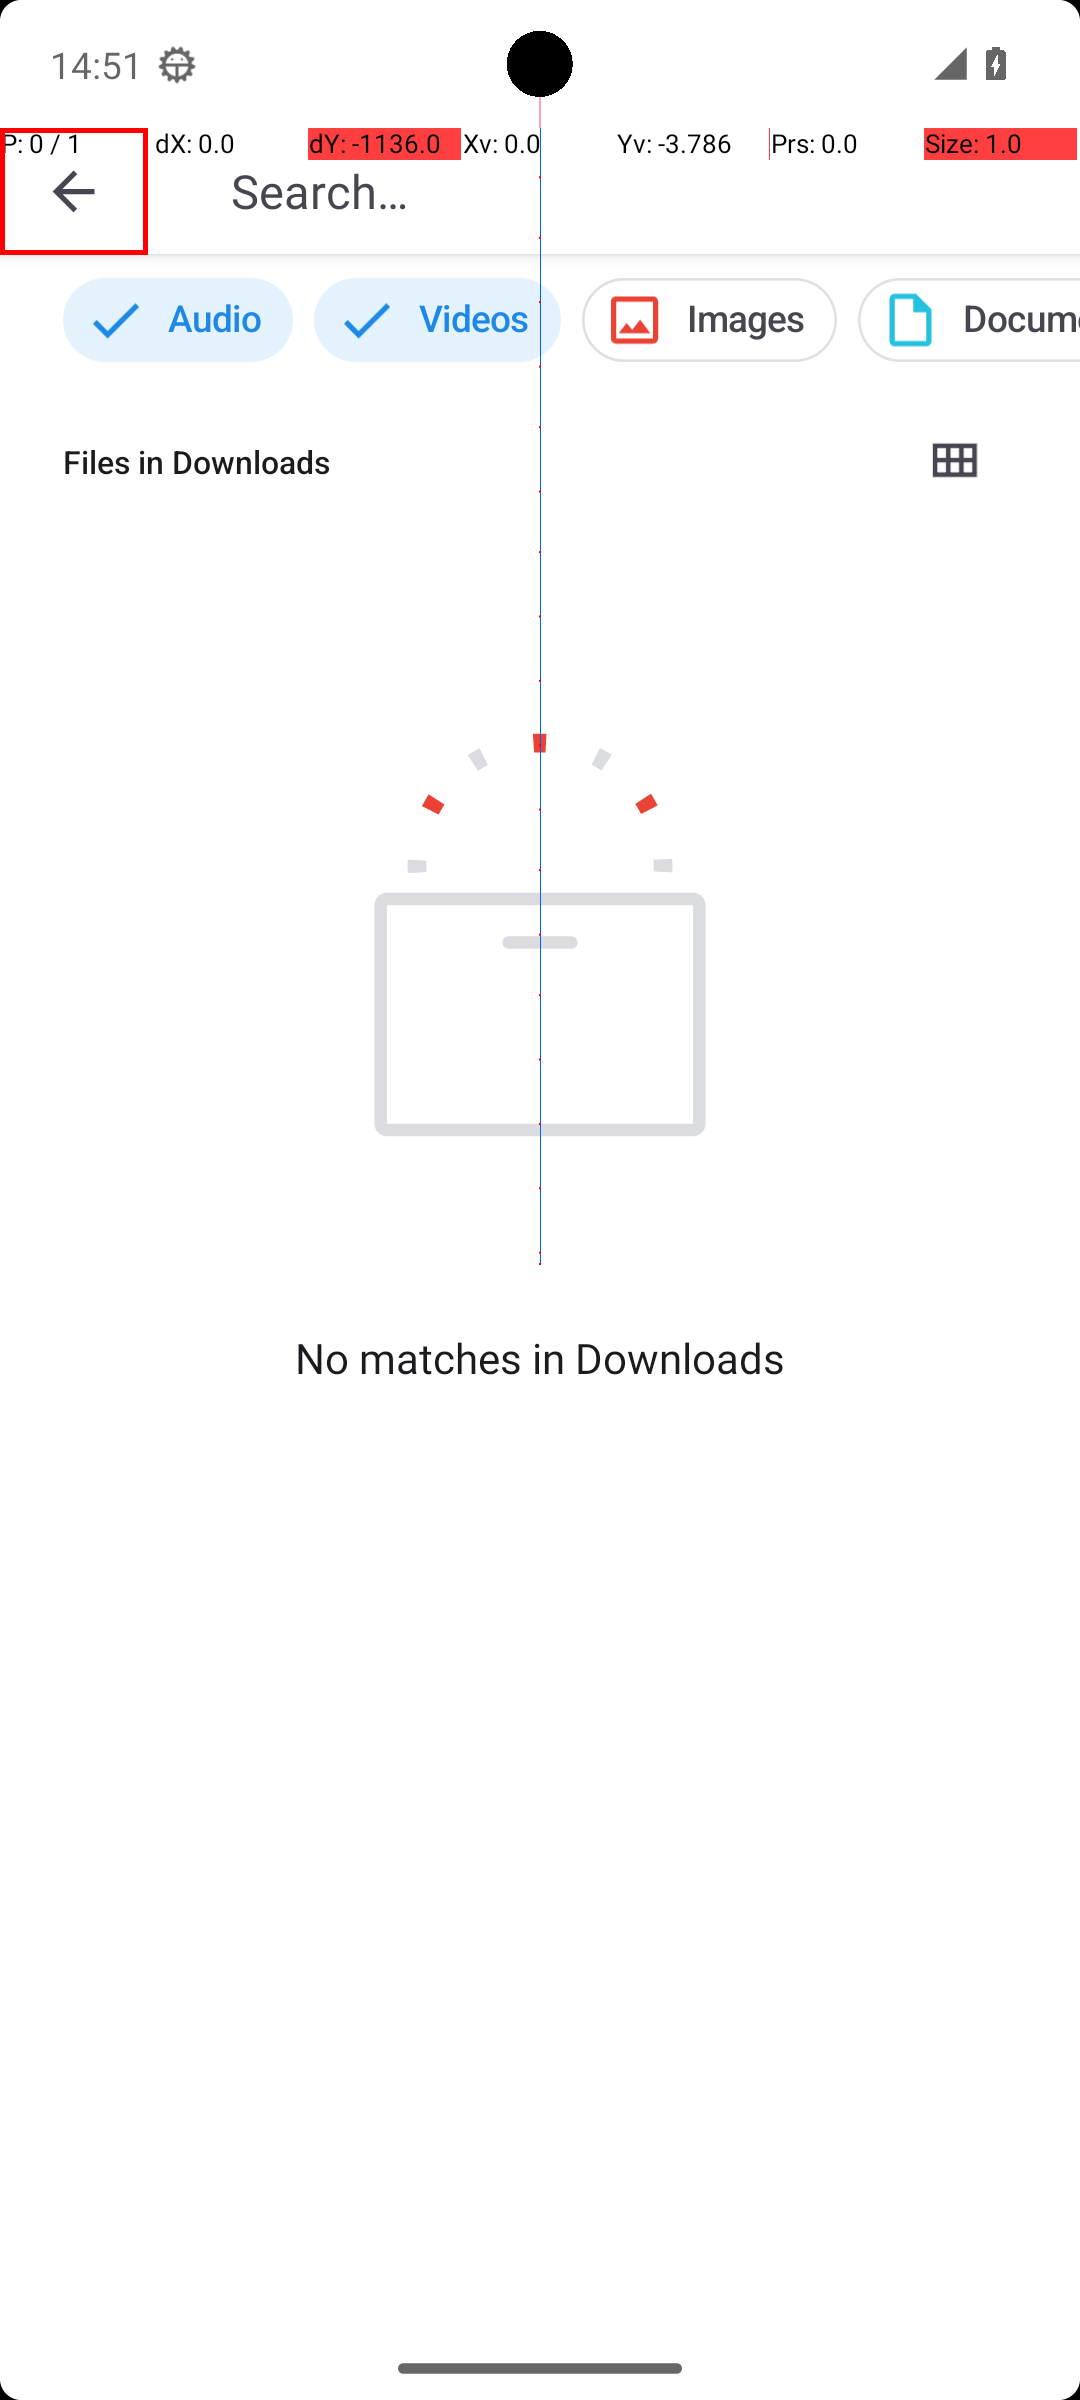 14:51
P: 0 / 1 dX: 0.0 dY: -1136.0 Xv: 0.0 Yv: -3.786 Prs: 0.0 Size: 1.0
Search…
Audio Videos Images Docume
Files in Downloads
No matches in Downloads